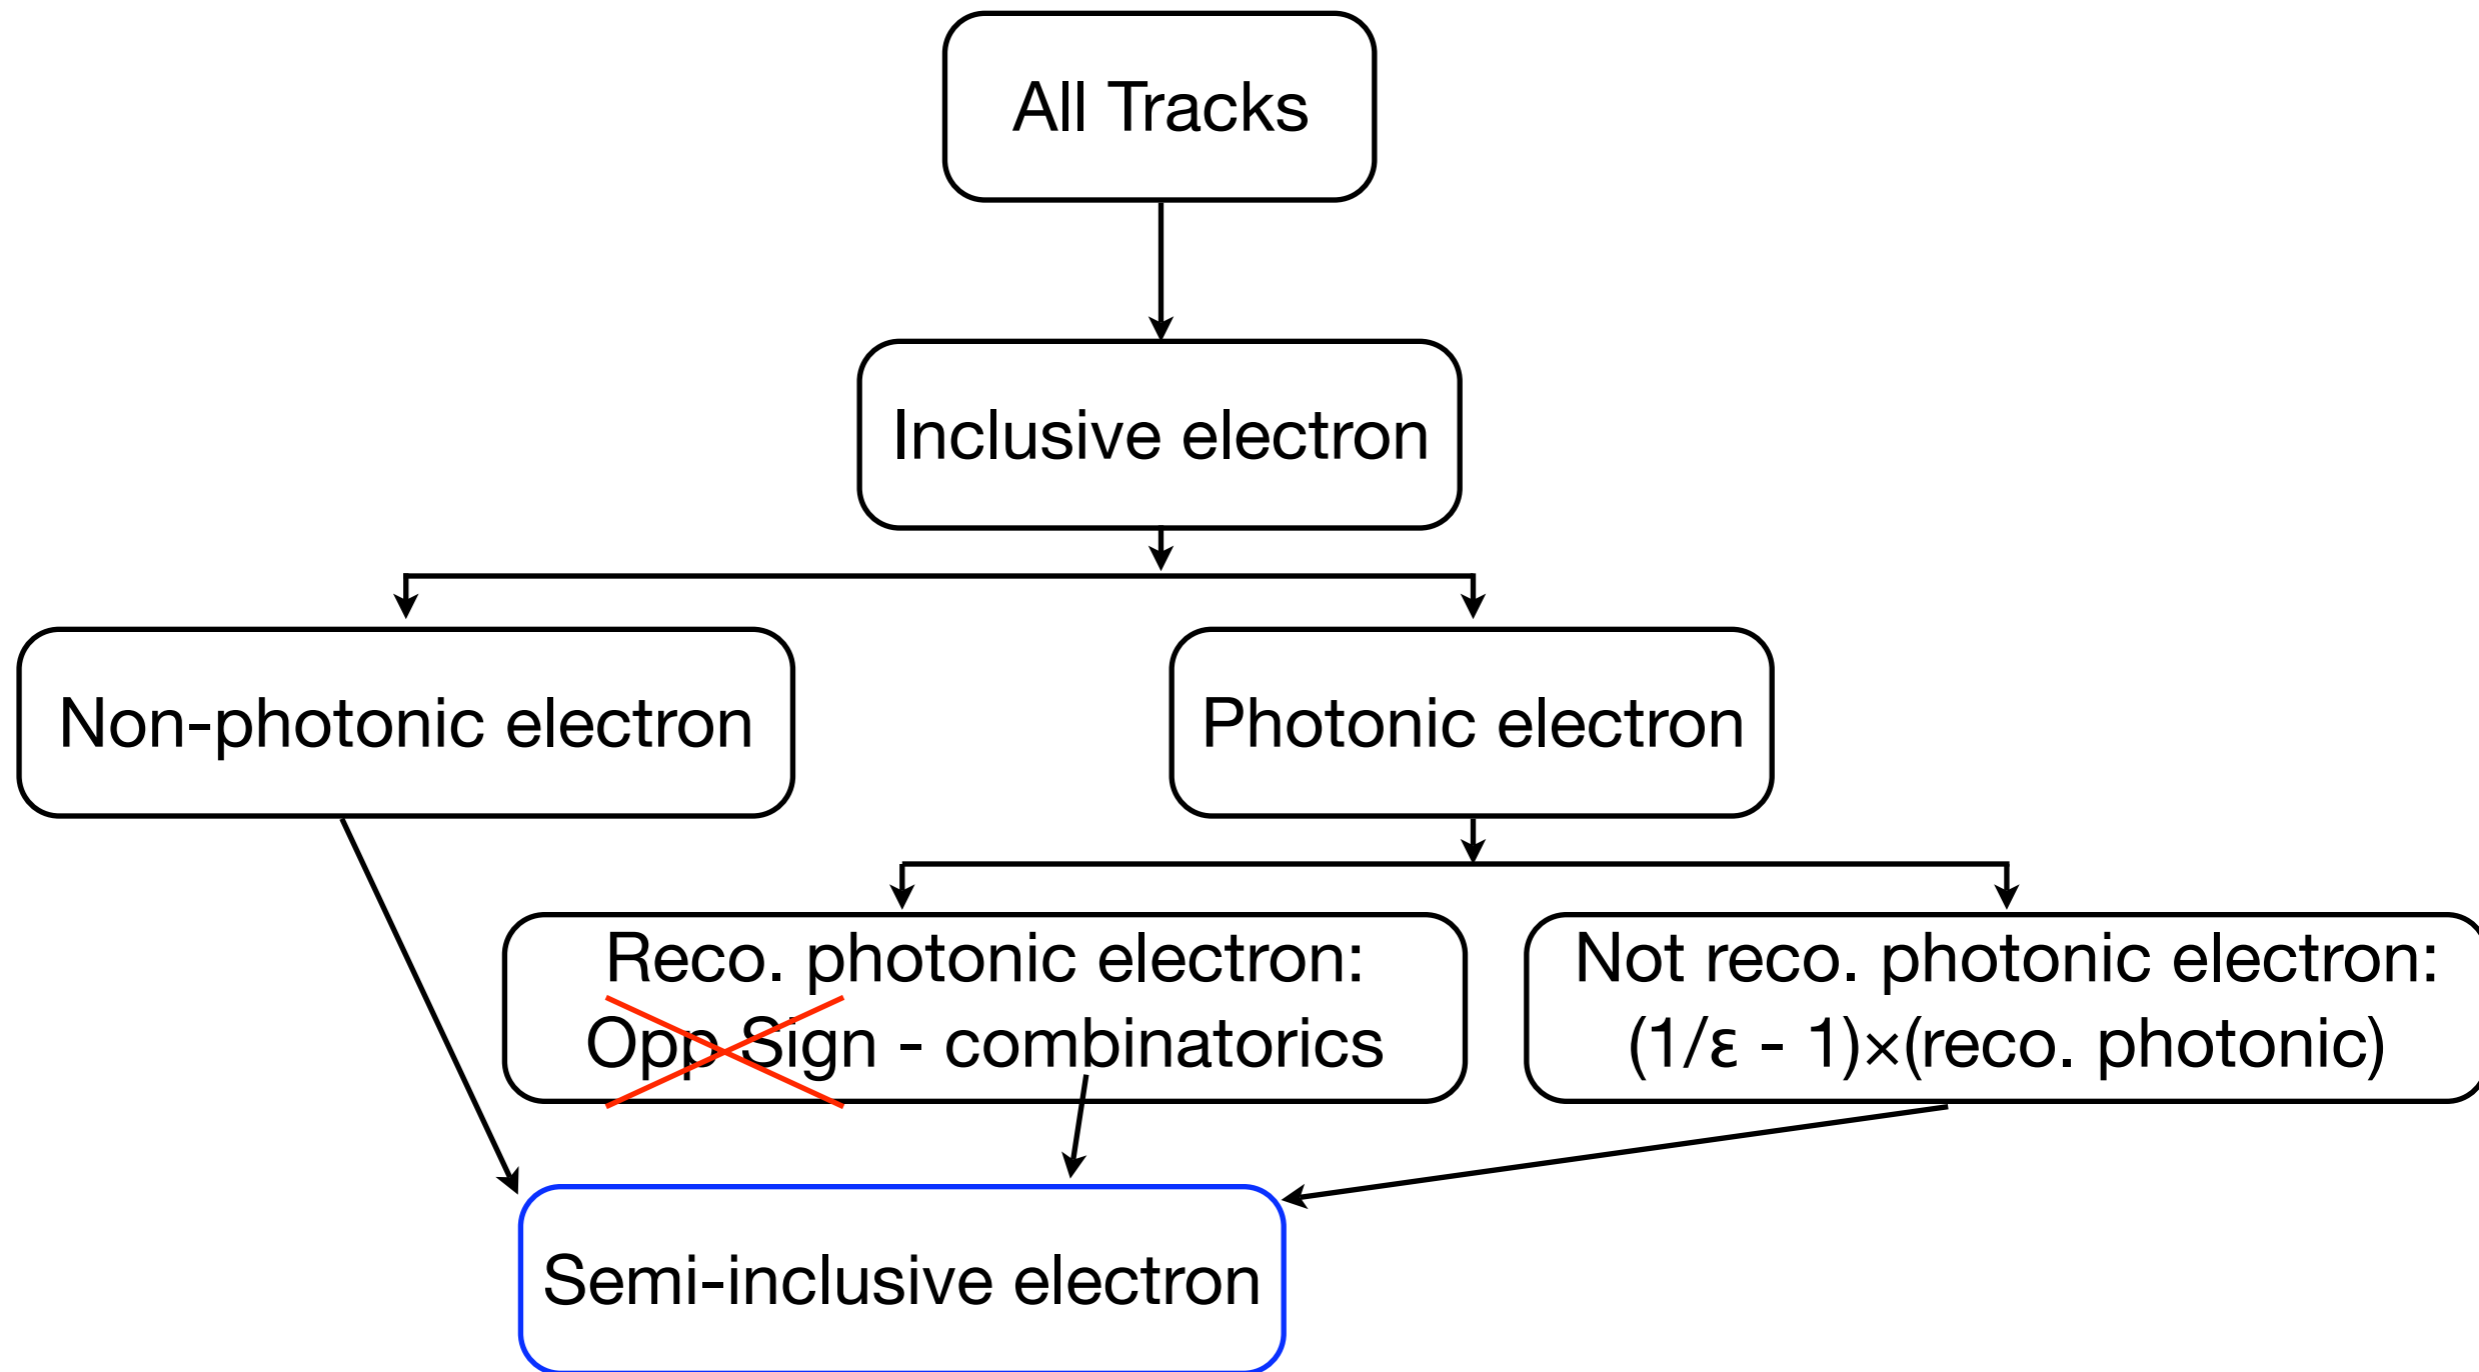 All Tracks
Inclusive electron
Non-photonic electron
Photonic electron
Reco. photonic electron:
Opp Sign - combinatorics
Not reco. photonic electron:
(1/ε - 1)×(reco. photonic)
Semi-inclusive electron